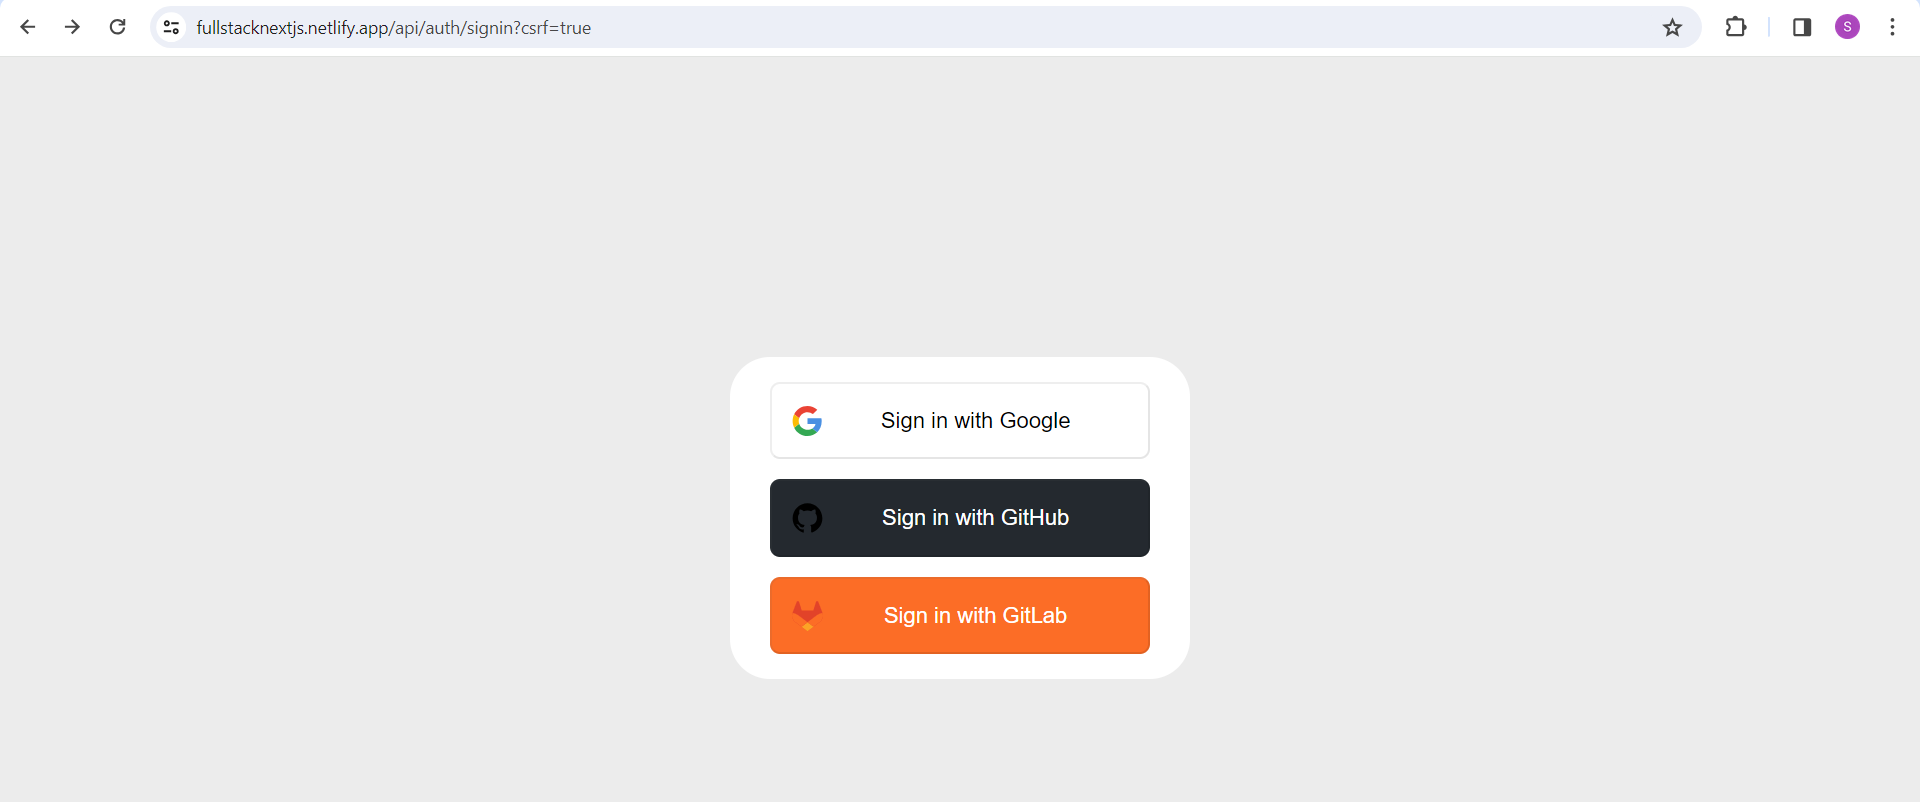 fullstacknextjs.netlify.app/api/auth/signin?csrf=true
S
Sign in with Google
Sign in with GitHub
Sign in with GitLab